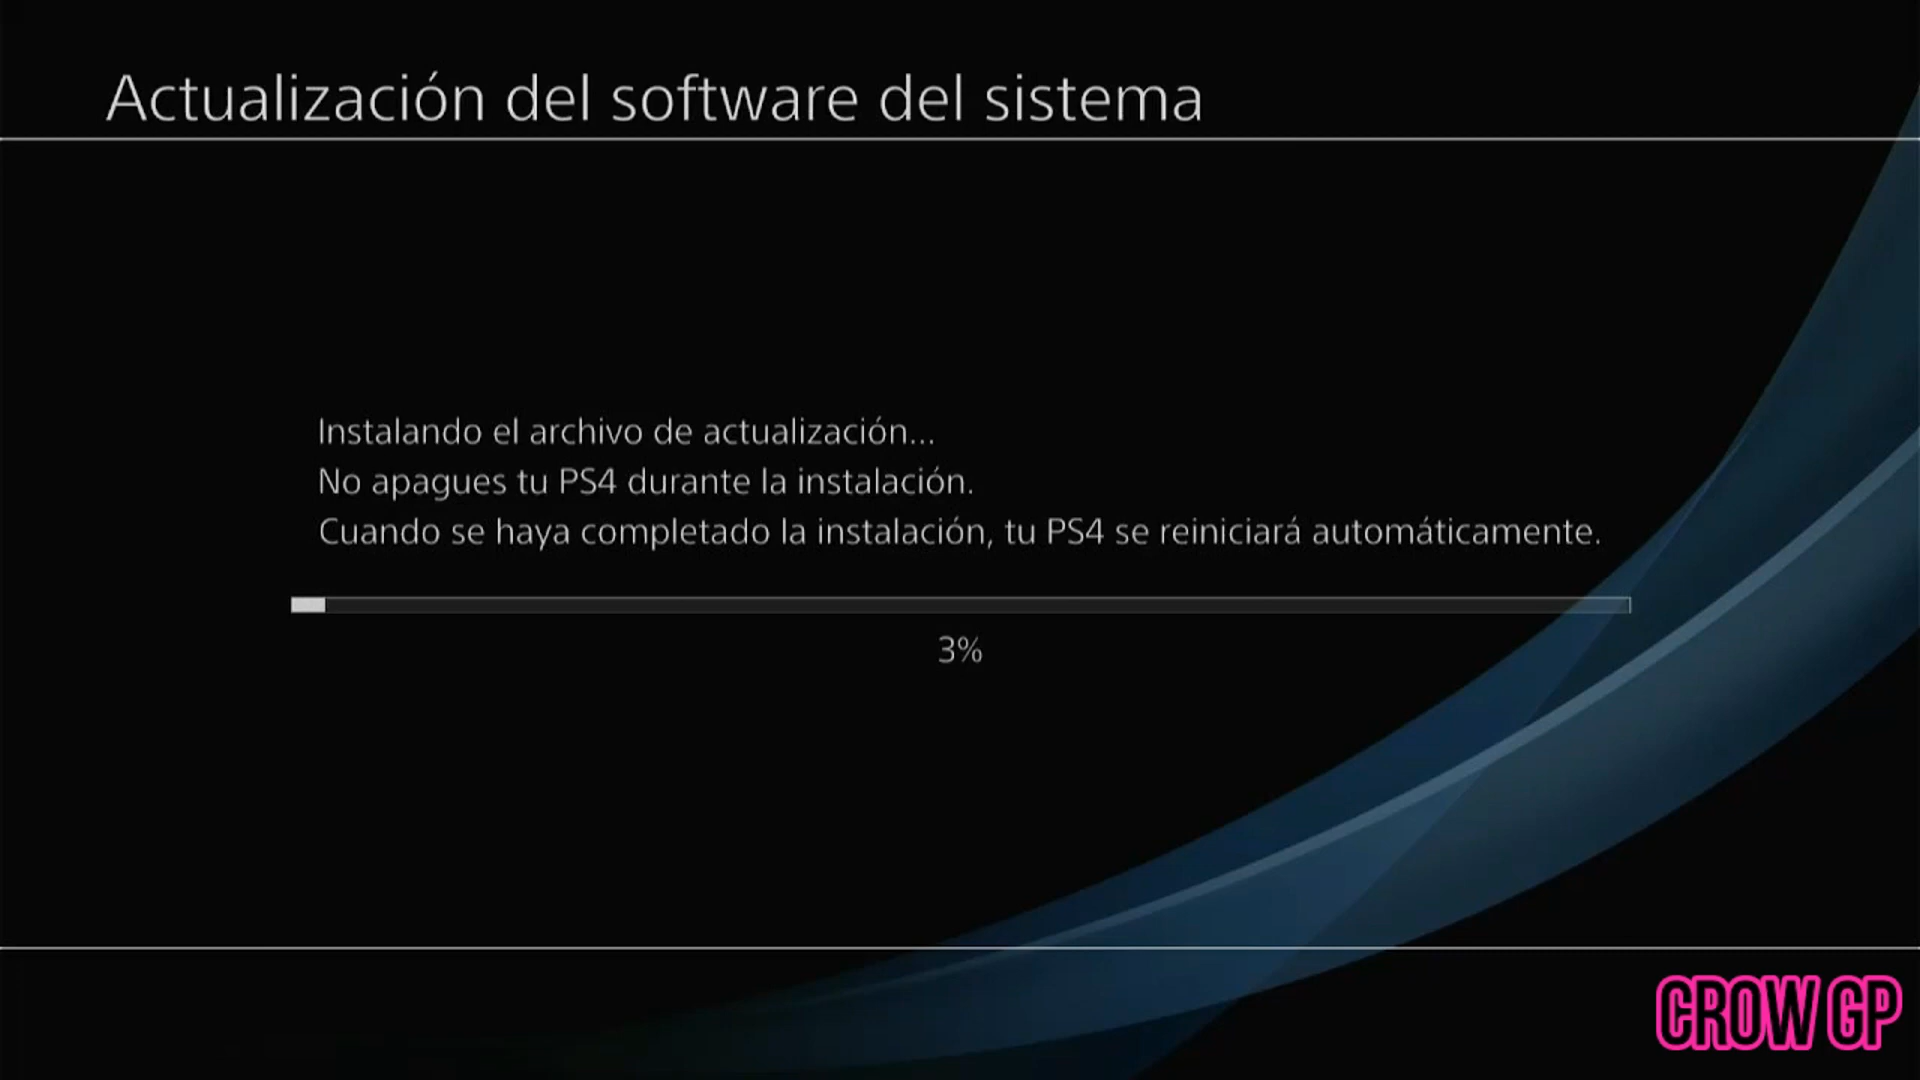 Actualización del software del sistema
Instalando el archivo de actualización...
No apagues tu PS4 durante la instalación.
Cuando se haya completado la instalación, tu PS4 se reiniciará automáticamente.
3%
CROW GP